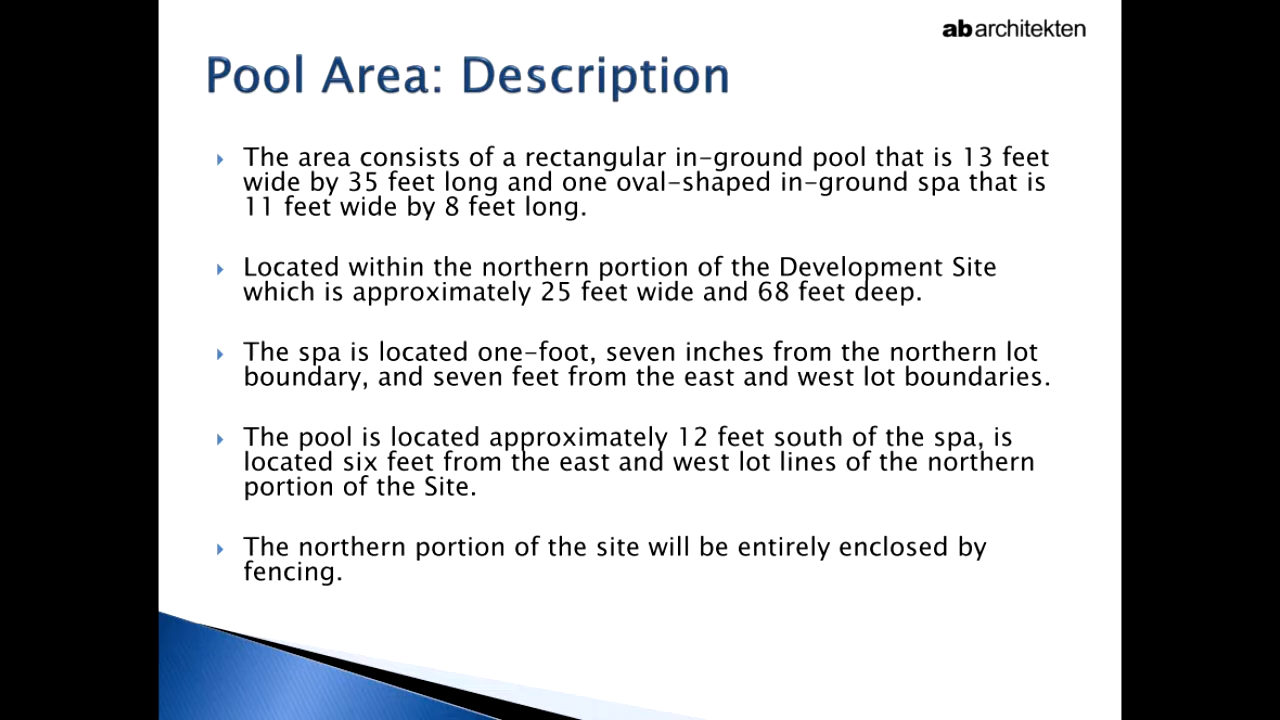 ab architekten
Pool Area: Description
The area consists of a rectangular in-ground pool that is 13 feet
wide by 35 feet long and one oval-shaped in-ground spa that is
11 feet wide by 8 feet long.
Located within the northern portion of the Development Site
which is approximately 25 feet wide and 68 feet deep.
The spa is located one-foot, seven inches from the northern lot
boundary, and seven feet from the east and west lot boundaries.
The pool is located approximately 12 feet south of the spa, is
located six feet from the east and west lot lines of the northern
portion of the Site.
The northern portion of the site will be entirely enclosed by
fencing.